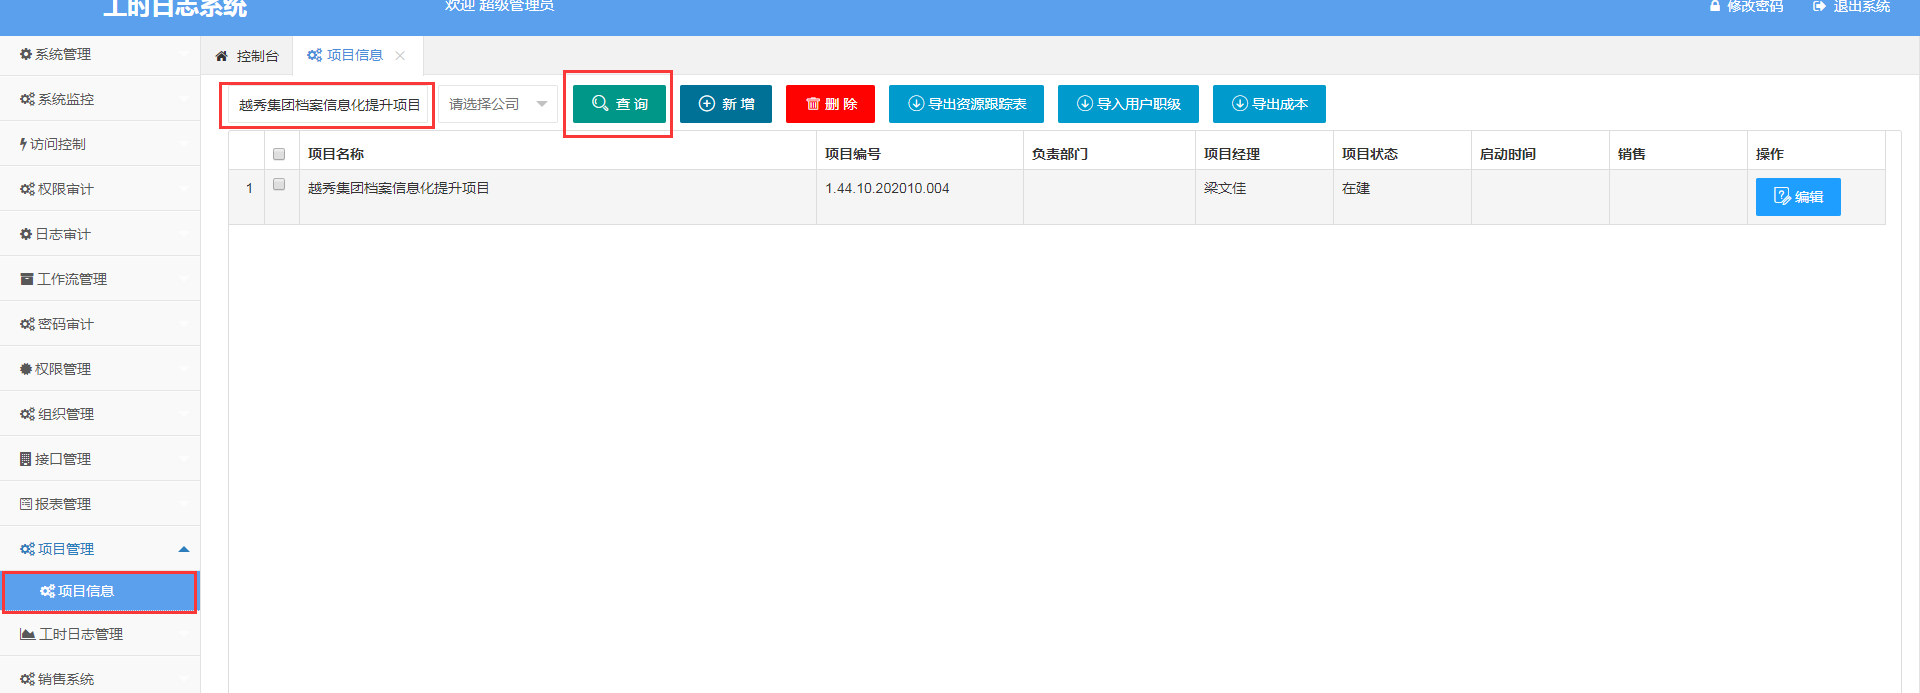 工时日志系统
欢迎 超级管理员
修改密码
退出系统
系统管理
系统监控
访问控制
权限审计
日志审计
工作流管理
密码审计
权限管理
组织管理
接口管理
报表管理
项目管理
项目信息
工时日志管理
销售系统
控制台
项目信息
越秀集团档案信息化提升项目
请选择公司
查 询
新 增
删 除
导出资源跟踪表
导入用户职级
导出成本
项目名称 项目编号 负责部门 项目经理 项目状态 启动时间 销售 操作
1 越秀集团档案信息化提升项目 1.44.10.202010.004 梁文佳 在建 编辑